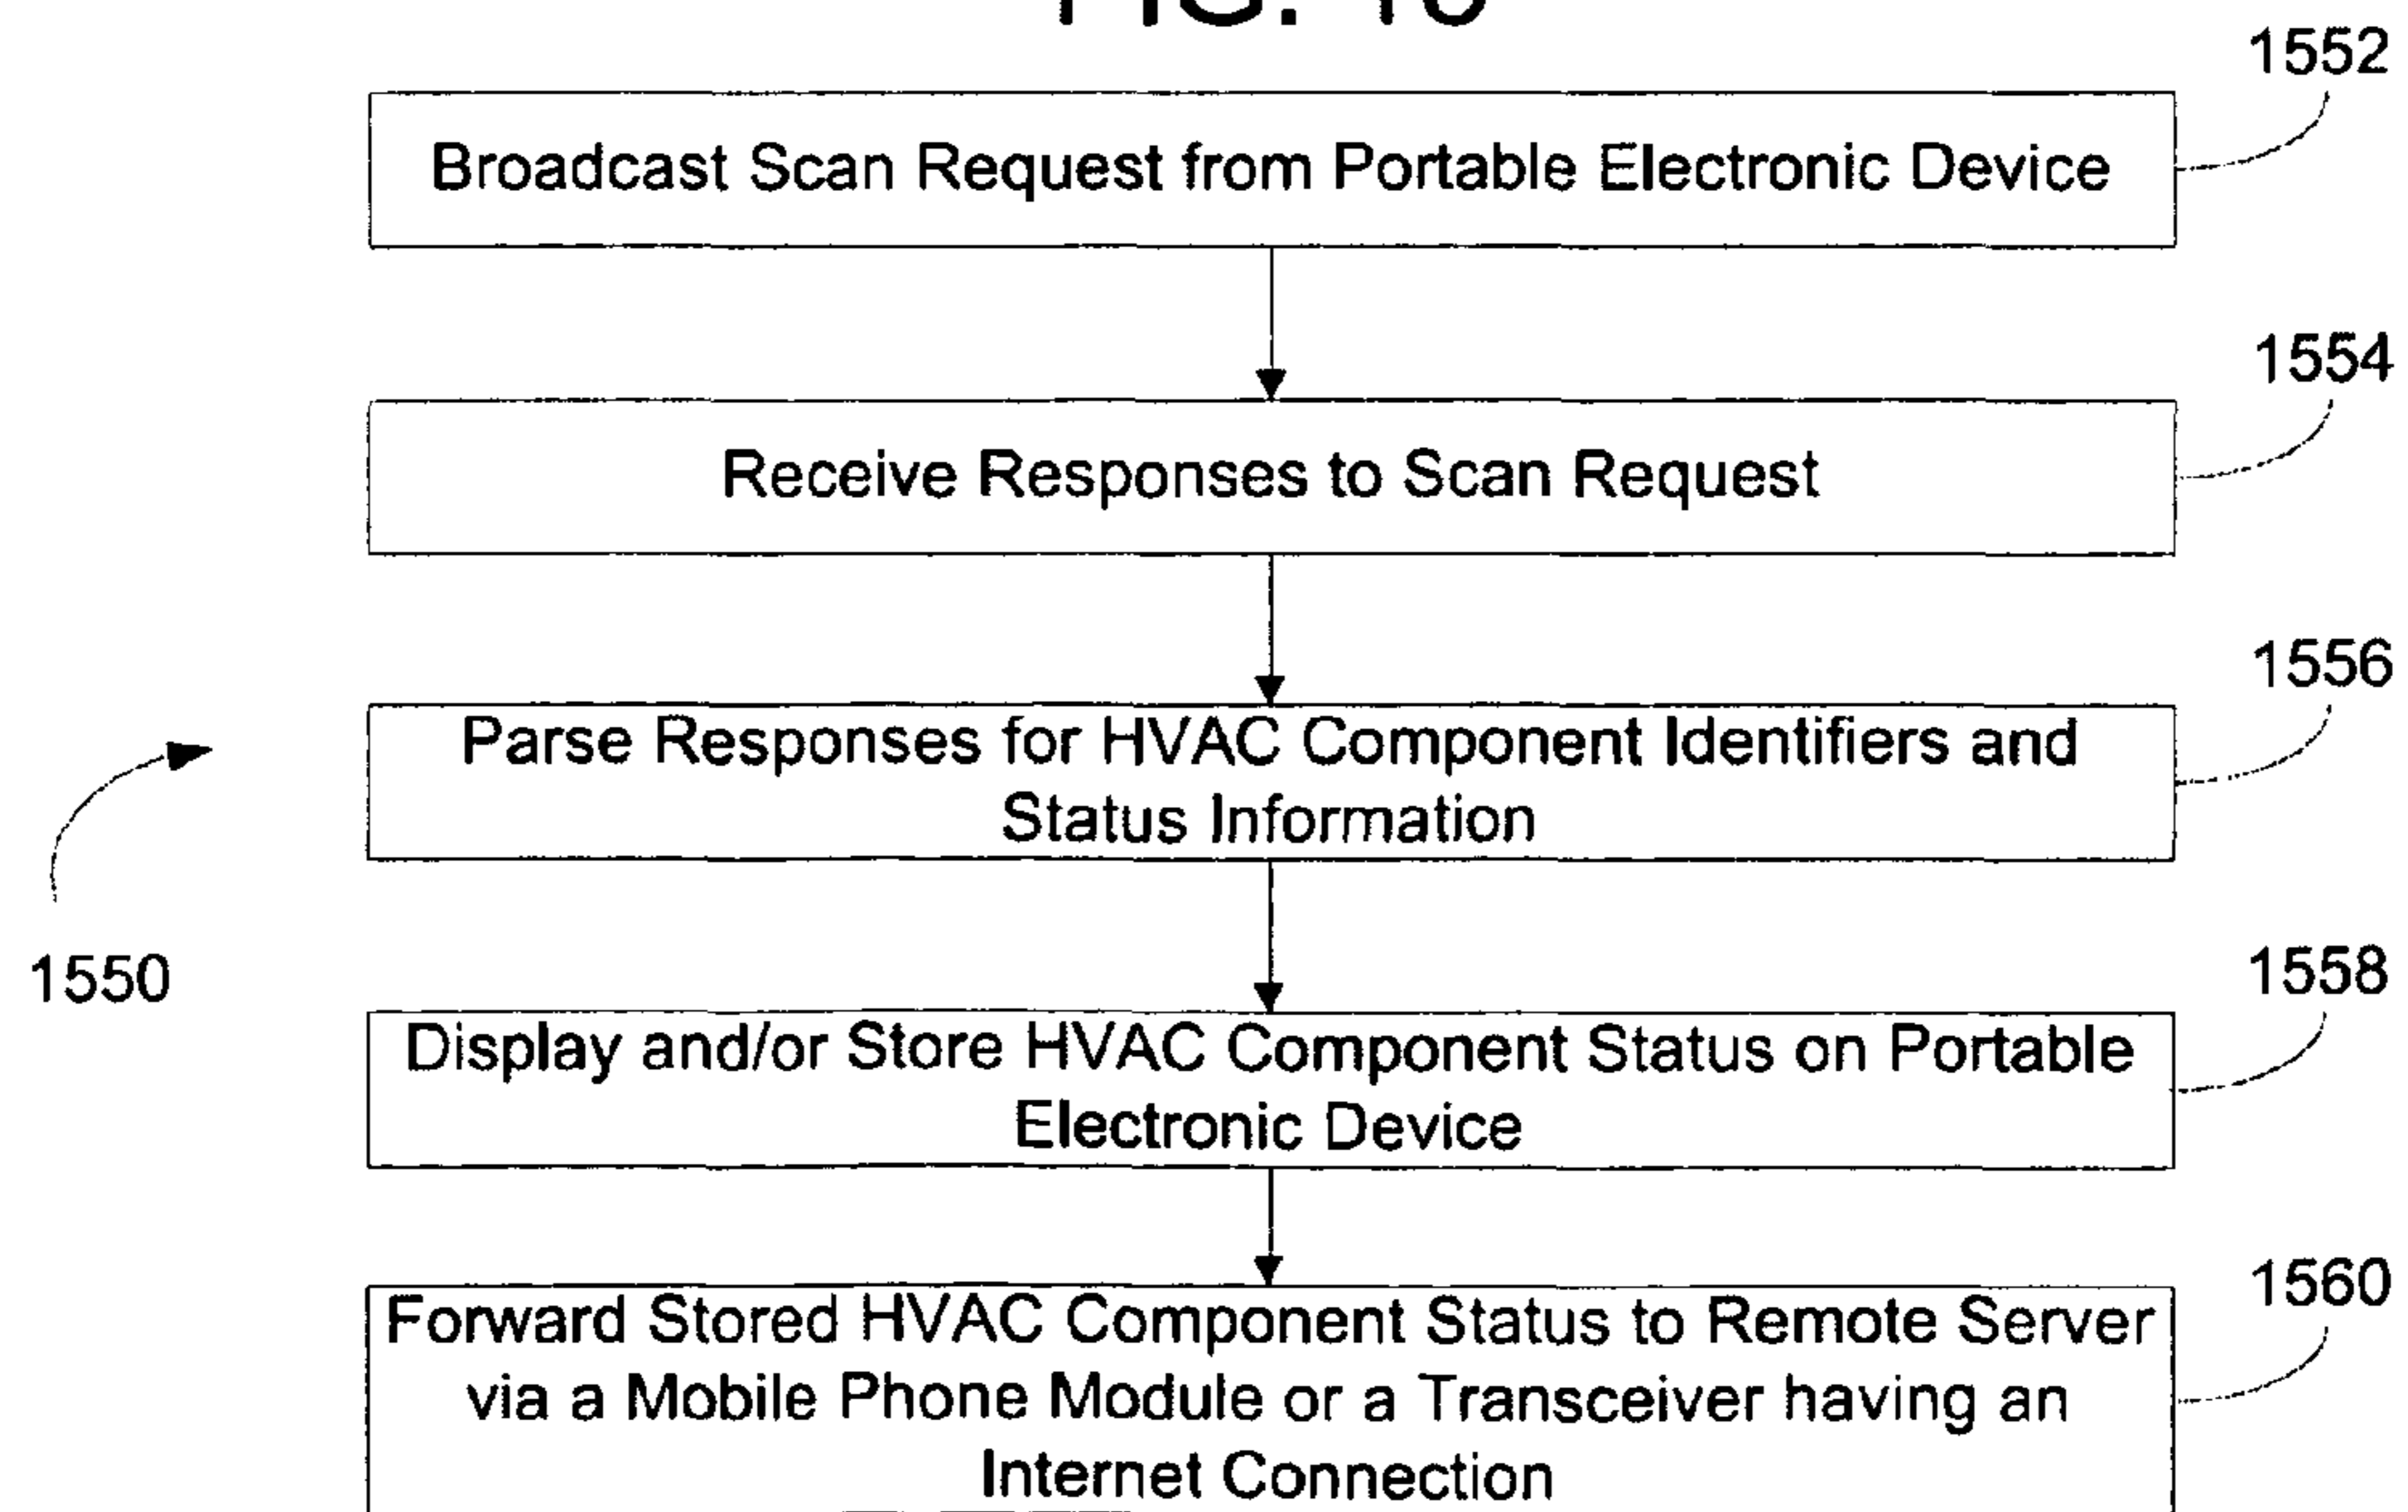 1552
Broadcast Scan Request from Portable Electronic Device
1554
Receive Responses to Scan Request
1556
Parse Responses for HVAC Component Identifiers and
Status Information
1550
1558
Display and/or Store HVAC Component Status on Portable
Electronic Device
1560
Forward Stored HVAC Component Status to Remote Server
via a Mobile Phone Module or a Transceiver having an
Internet Connection